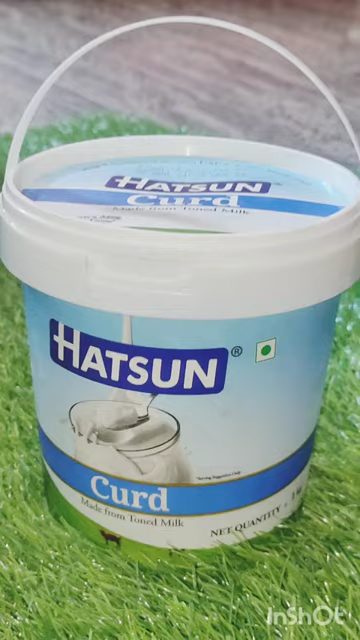 HATSUN
Curd
Made from Toned Milk
HATSUN®
Curd
Made from Toned Milk
NET QUANTITY
InShOt